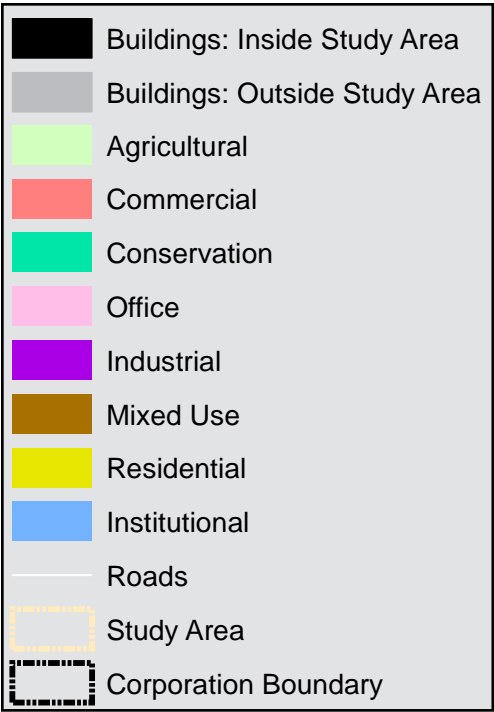 Buildings: Inside Study Area
Buildings: Outside Study Area
Agricultural
Commercial
Conservation
Office
Industrial
Mixed Use
Residential
Institutional
Roads
Study Area
Corporation Boundary